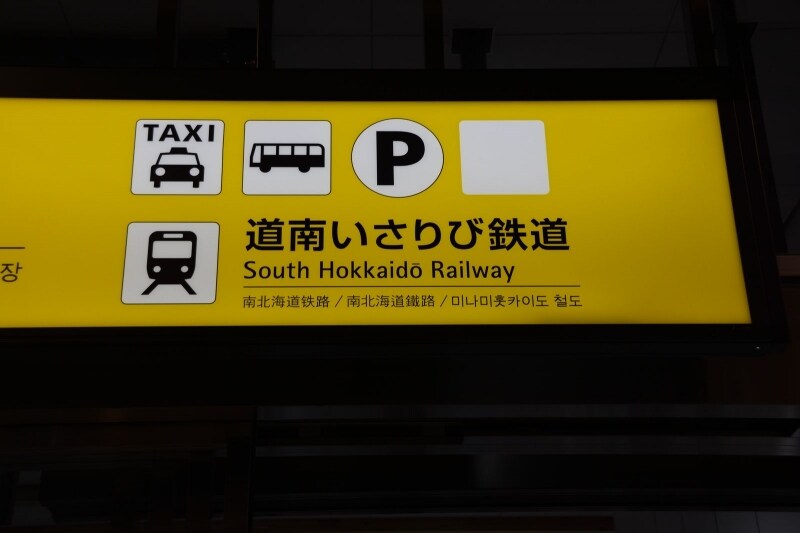 TAXI
P
道南いさりび鉄道
South Hokkaidō Railway
南北海道铁路 / 南北海道鐵路 / 미나미홋카이도 철도
场